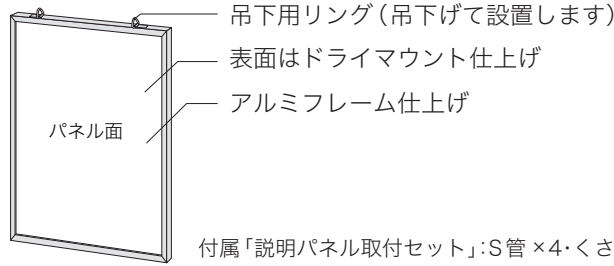 吊下用リング(吊下げて設置します)
表面はドライマウント仕上げ
アルミフレーム仕上げ
パネル面
付属「説明パネル取付セット」:S管×4・くさ